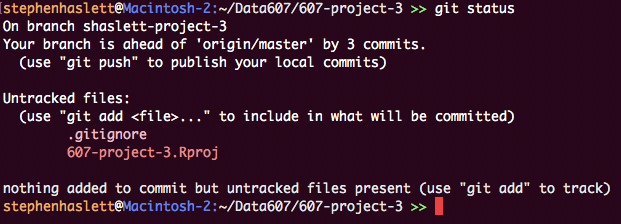 [stephenhaslett@Macintosh-2:~/Data607/607-project-3 >> git status
On branch shaslett-project-3
Your branch is ahead of 'origin/master' by 3 commits.
  (use "git push" to publish your local commits)

Untracked files:
  (use "git add <file>..." to include in what will be committed)
        .gitignore
        607-project-3.Rproj

nothing added to commit but untracked files present (use "git add" to track)
stephenhaslett@Macintosh-2:~/Data607/607-project-3 >>